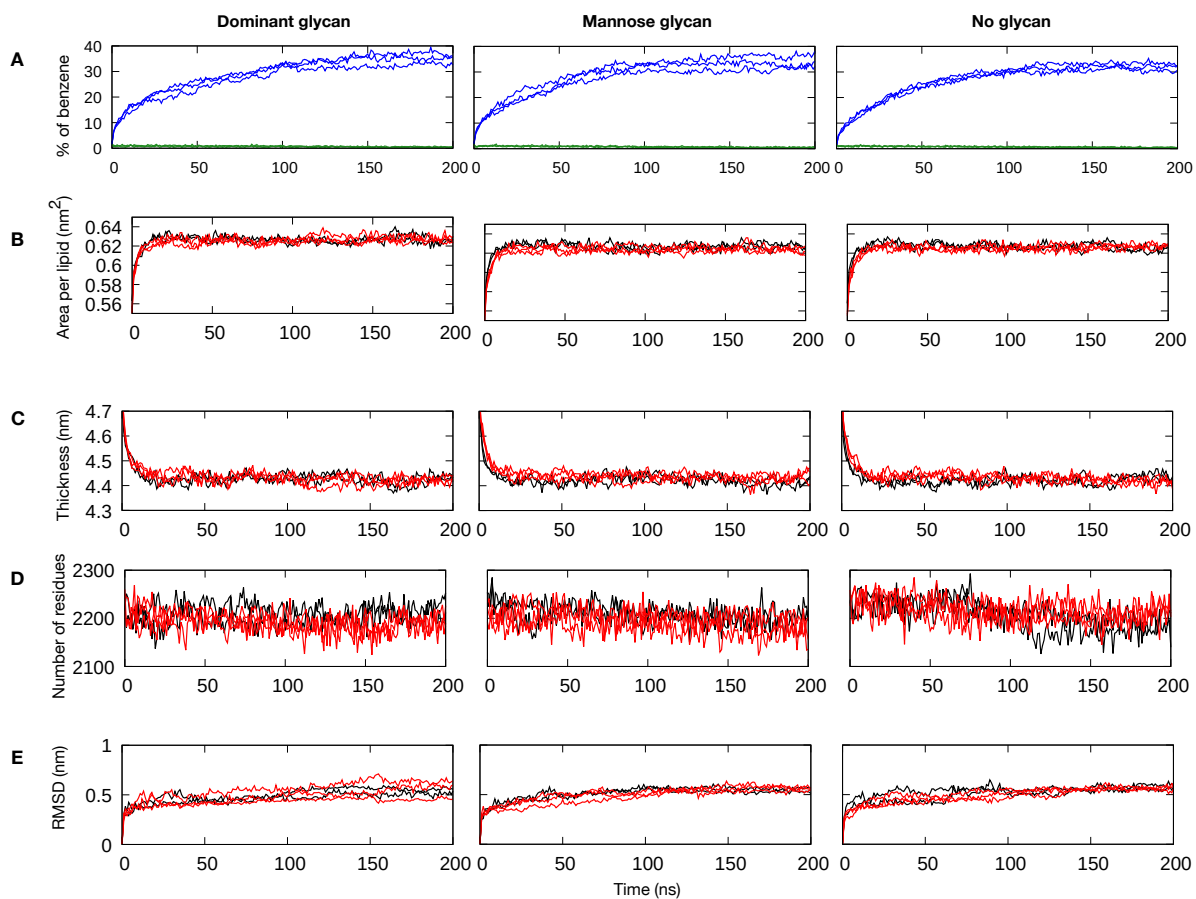 Dominant glycan Mannose glycan No glycan
A
% of benzene
40
30
20
10
0
0 50 100 150 200
0 50 100 150 200
0 50 100 150 200
B
Area per lipid (nm²)
0.64
0.62
0.6
0.58
0.56
0 50 100 150 200
0 50 100 150 200
0 50 100 150 200
C
Thickness (nm)
4.7
4.6
4.5
4.4
4.3
0 50 100 150 200
0 50 100 150 200
0 50 100 150 200
D
Number of residues
2300
2200
2100
0 50 100 150 200
0 50 100 150 200
0 50 100 150 200
E
RMSD (nm)
1
0.5
0
0 50 100 150 200
0 50 100 150 200
0 50 100 150 200
Time (ns)